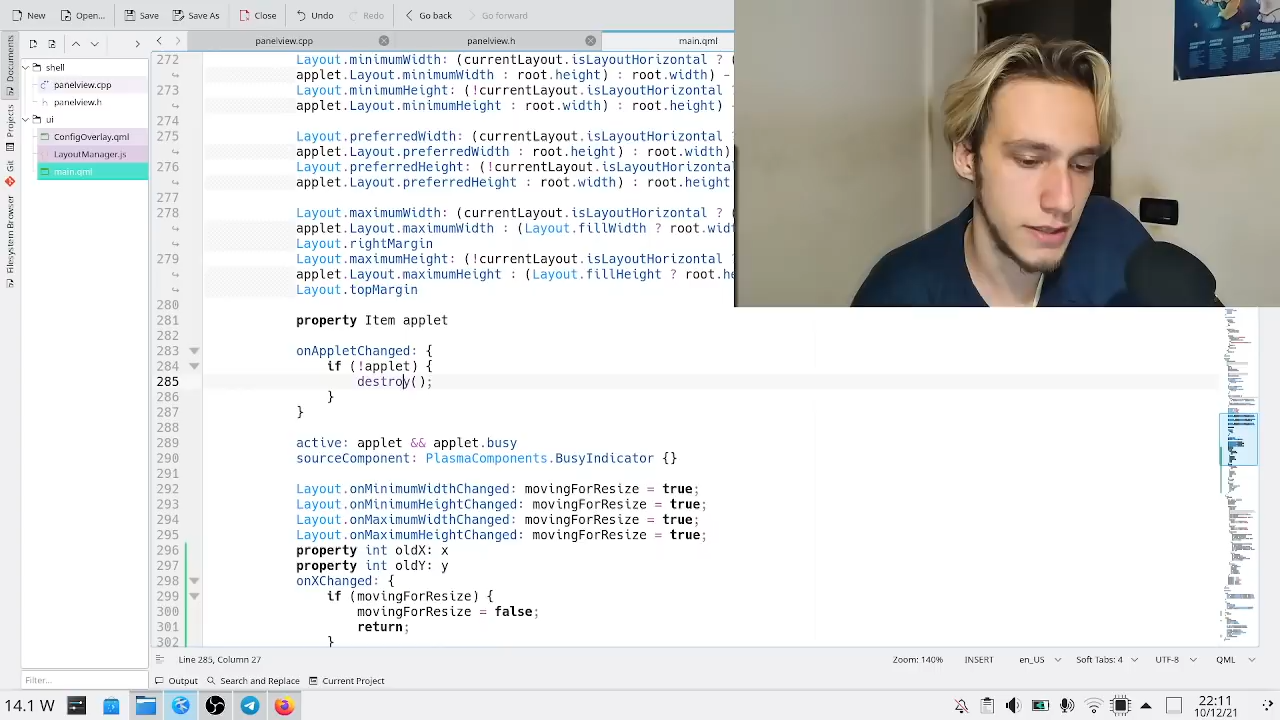 New
Open
Save
Save As
Close
Undo
Redo
Go back
Go forward
panelview.cpp
panelview.h
main.qml
Documents
Projects
Git
Filesystem Browser
shell
panelview.cpp
panelview.h
ui
ConfigOverlay.qml
LayoutManager.js
main.qml
272 Layout.minimumWidth: (currentLayout.isLayoutHorizontal ?
applet.Layout.minimumWidth : root.height) : root.width) -
273 Layout.minimumHeight: (!currentLayout.isLayoutHorizontal
applet.Layout.minimumHeight : root.width) : root.height)
274
275 Layout.preferredWidth: (currentLayout.isLayoutHorizontal
applet.Layout.preferredWidth : root.height) : root.width)
276 Layout.preferredHeight: (!currentLayout.isLayoutHorizontal
applet.Layout.preferredHeight : root.width) : root.height
277
278 Layout.maximumWidth: (currentLayout.isLayoutHorizontal ?
applet.Layout.maximumWidth : (Layout.fillWidth ? root.widt
Layout.rightMargin
279 Layout.maximumHeight: (!currentLayout.isLayoutHorizontal
applet.Layout.maximumHeight : (Layout.fillHeight ? root.he
Layout.topMargin
280
281 property Item applet
282
283 onAppletChanged: {
284 if (!applet) {
285 destroy();
286 }
287 }
288
289 active: applet && applet.busy
290 sourceComponent: PlasmaComponents.BusyIndicator {}
291
292 Layout.onMinimumWidthChanged: movingForResize = true;
293 Layout.onMinimumHeightChanged: movingForResize = true;
294 Layout.onMaximumWidthChanged: movingForResize = true;
295 Layout.onMaximumHeightChanged: movingForResize = true;
296 property int oldX: x
297 property int oldY: y
298 onXChanged: {
299 if (movingForResize) {
300 movingForResize = false;
301 return;
302 }
Filter...
Line 285, Column 27
Zoom: 140%
INSERT
en_US
Soft Tabs: 4
UTF-8
QML
Output
Search and Replace
Current Project
14.1 W
22:11
10/12/21